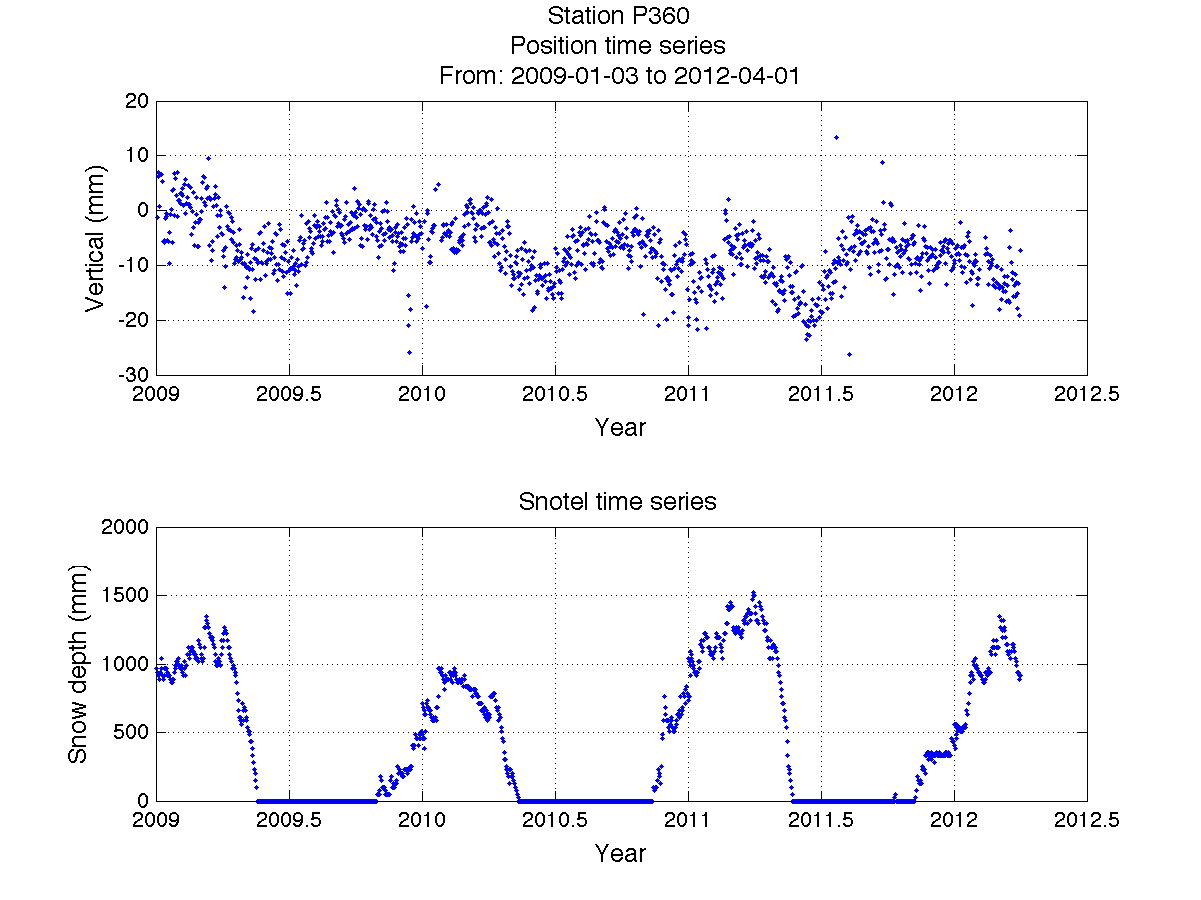 Station P360
Position time series
From: 2009-01-03 to 2012-04-01
20
10
0
-10
-20
-30
Vertical (mm)
2009 2009.5 2010 2010.5 2011 2011.5 2012 2012.5
Year
Snotel time series
2000
1500
1000
500
0
Snow depth (mm)
2009 2009.5 2010 2010.5 2011 2011.5 2012 2012.5
Year